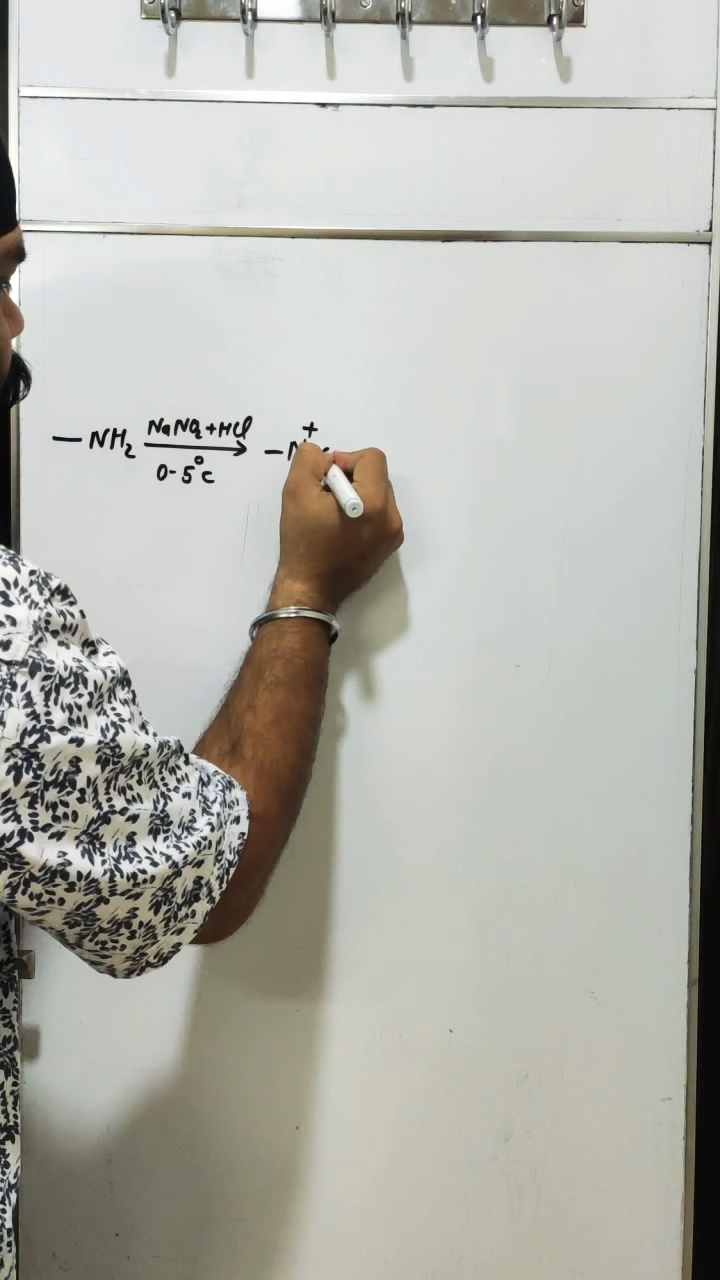 —NH₂ NaNO₂+HCl → —N⁺
0-5°C